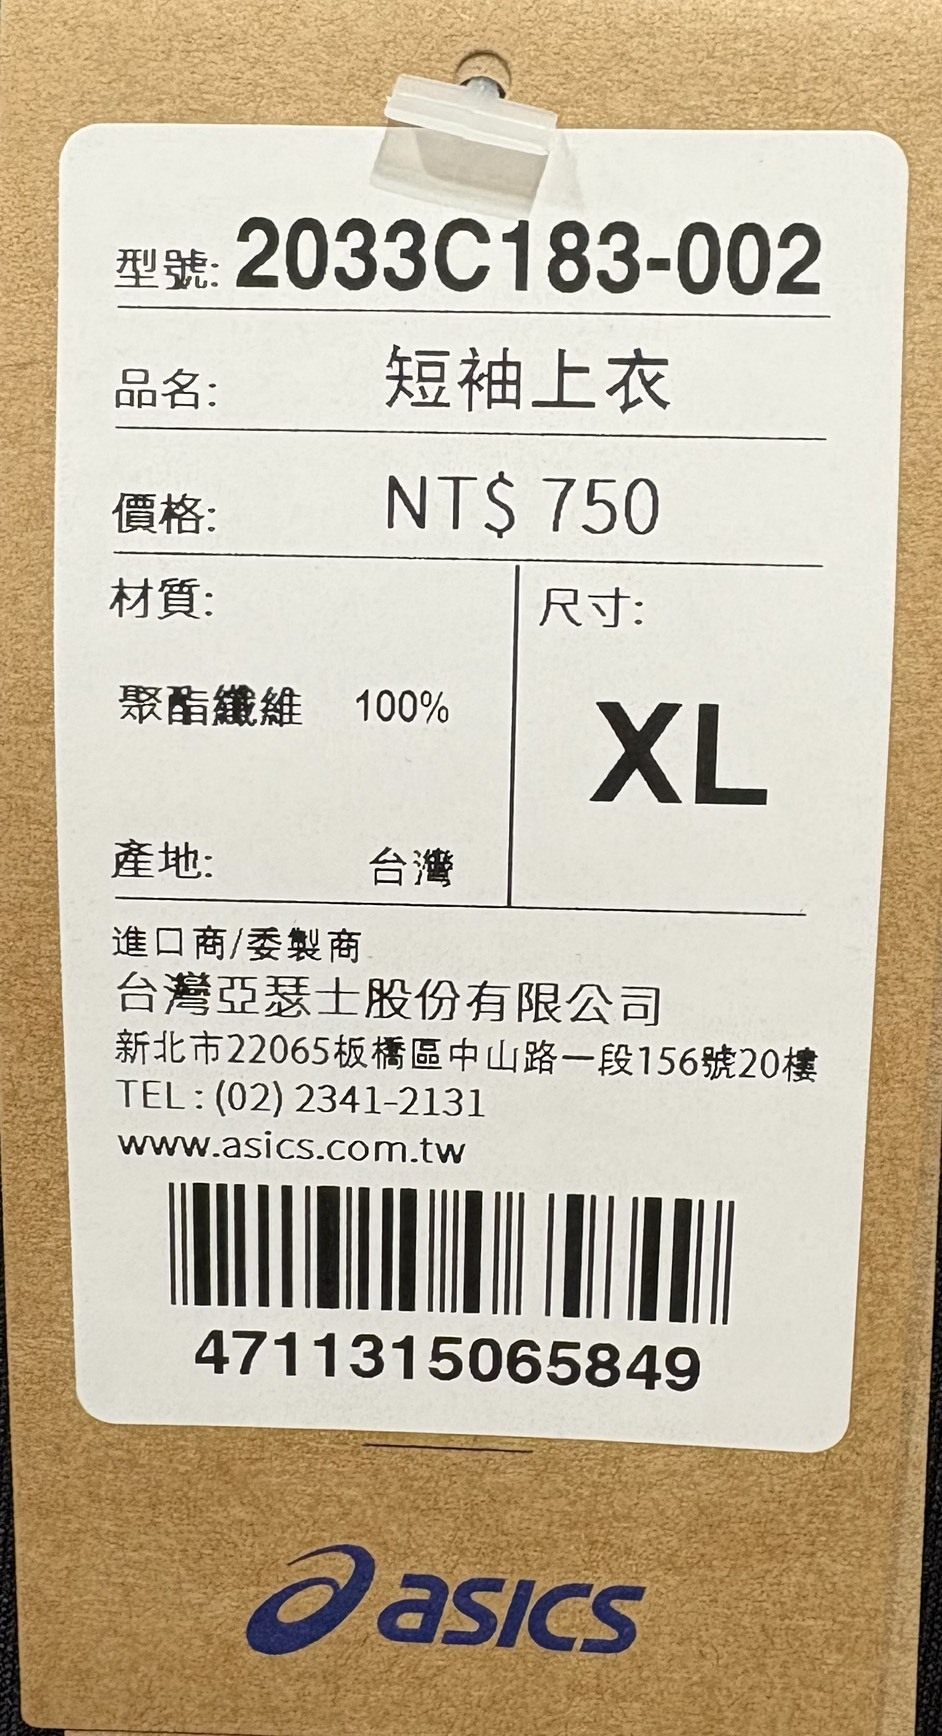 型號: 2033C183-002
品名: 短袖上衣
價格: NT$ 750
材質:
聚酯纖維 100%
產地: 台灣
尺寸:
XL
進口商/委製商
台灣亞瑟士股份有限公司
新北市22065板橋區中山路一段156號20樓
TEL : (02) 2341-2131
www.asics.com.tw
4711315065849
asics